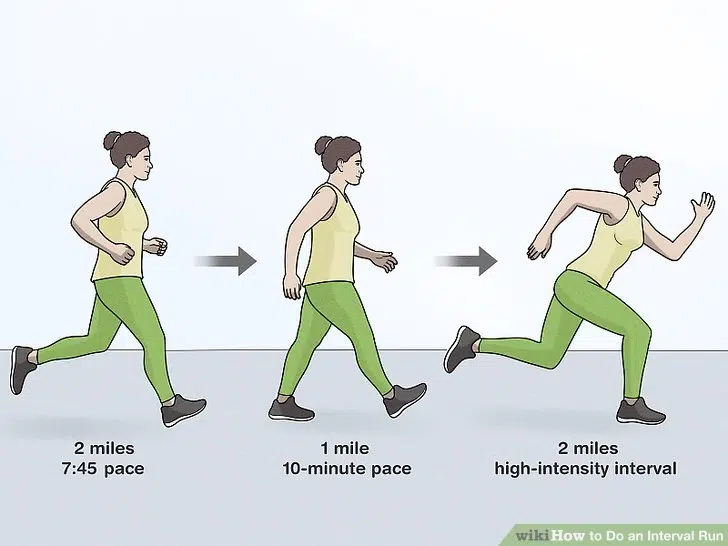 2 miles
7:45 pace
1 mile
10-minute pace
2 miles
high-intensity interval
wikiHow to Do an Interval Run